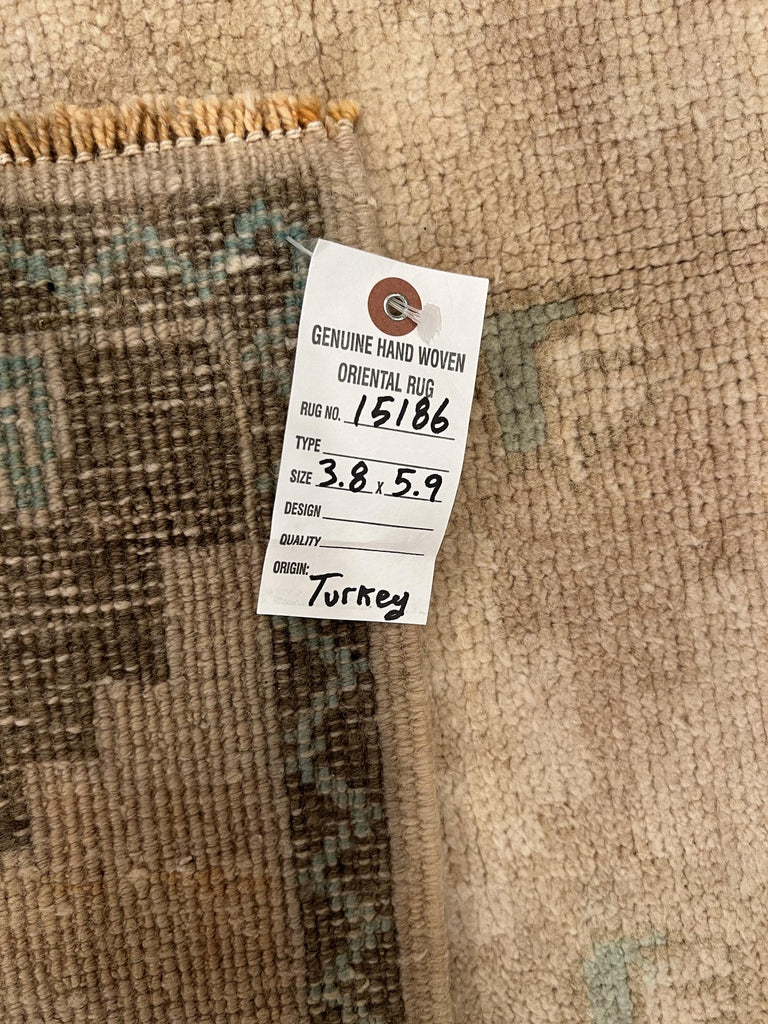 GENUINE HAND WOVEN
ORIENTAL RUG
RUG NO. 15186
TYPE
SIZE 3.8 x 5.9
DESIGN
QUALITY
ORIGIN:
Turkey